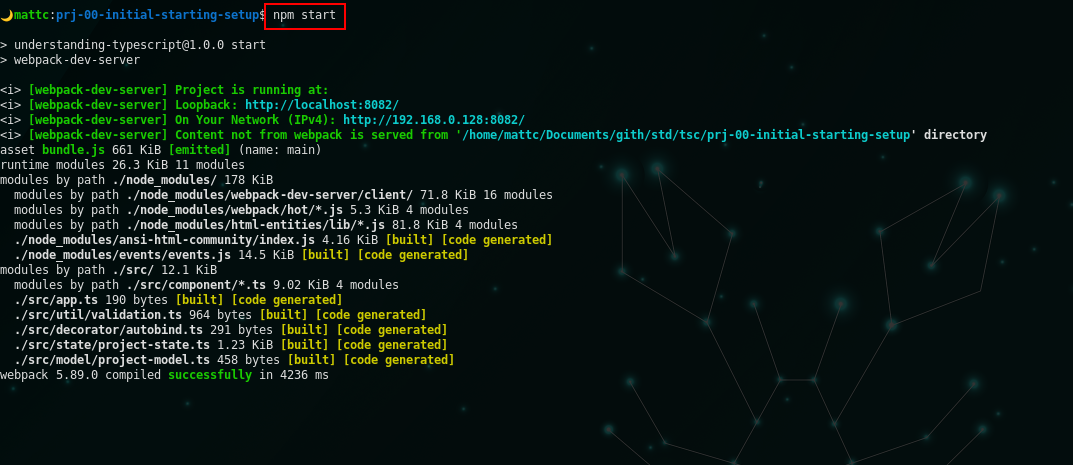 🌙mattc:prj-00-initial-starting-setup$ npm start

> understanding-typescript@1.0.0 start
> webpack-dev-server

<i> [webpack-dev-server] Project is running at:
<i> [webpack-dev-server] Loopback: http://localhost:8082/
<i> [webpack-dev-server] On Your Network (IPv4): http://192.168.0.128:8082/
<i> [webpack-dev-server] Content not from webpack is served from '/home/mattc/Documents/gith/std/tsc/prj-00-initial-starting-setup' directory
asset bundle.js 661 KiB [emitted] (name: main)
runtime modules 26.3 KiB 11 modules
modules by path ./node_modules/ 178 KiB
  modules by path ./node_modules/webpack-dev-server/client/ 71.8 KiB 16 modules
  modules by path ./node_modules/webpack/hot/*.js 5.3 KiB 4 modules
  modules by path ./node_modules/html-entities/lib/*.js 81.8 KiB 4 modules
  ./node_modules/ansi-html-community/index.js 4.16 KiB [built] [code generated]
  ./node_modules/events/events.js 14.5 KiB [built] [code generated]
modules by path ./src/ 12.1 KiB
  modules by path ./src/component/*.ts 9.02 KiB 4 modules
  ./src/app.ts 190 bytes [built] [code generated]
  ./src/util/validation.ts 964 bytes [built] [code generated]
  ./src/decorator/autobind.ts 291 bytes [built] [code generated]
  ./src/state/project-state.ts 1.23 KiB [built] [code generated]
  ./src/model/project-model.ts 458 bytes [built] [code generated]
webpack 5.89.0 compiled successfully in 4236 ms